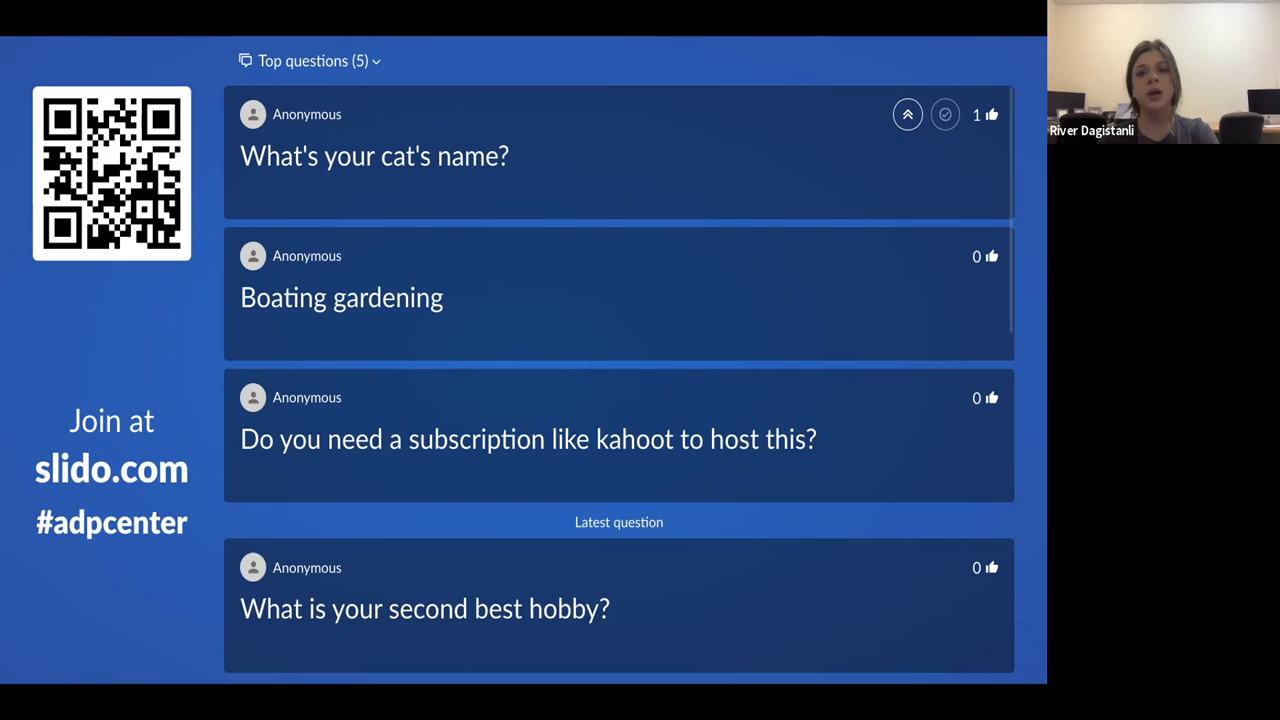 Top questions (5)
Anonymous
1
What's your cat's name?
Anonymous
0
Boating gardening
Anonymous
0
Do you need a subscription like kahoot to host this?
Latest question
Anonymous
0
What is your second best hobby?
Join at
slido.com
#adpcenter
River Dagistanli